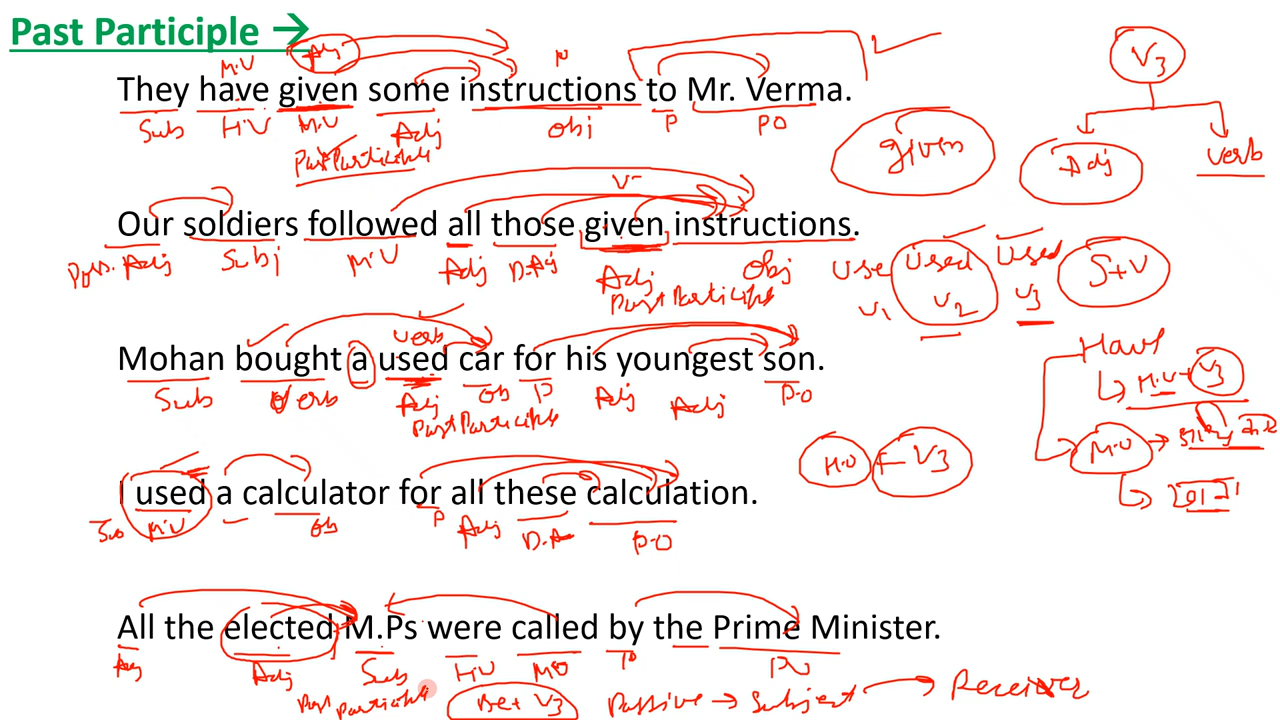 Past Participle →
M.V Adj P
They have given some instructions to Mr. Verma.
Sub H.V M.V Adj Obj P PO
Past Participle
V3
Adj verb
given
V
Our soldiers followed all those given instructions.
Poss. Adj Subj M.V Adj D.Aj Adj Obj
Past Participle
Use Used Used S+V
V1 V2 V3
verb
Mohan bought a used car for his youngest son.
Sub Verb Adj Ob P Adj Adj P.O
Past Participle
Have
H.V + V3
M.V →
H.V + V3
I used a calculator for all these calculation.
Sub M.V Ob P Adj D.A P.O
All the elected M.Ps were called by the Prime Minister.
Adj Adj Sub H.V M.V P PO
Past Participle Be+ V3 Passive → Subject → Receiver